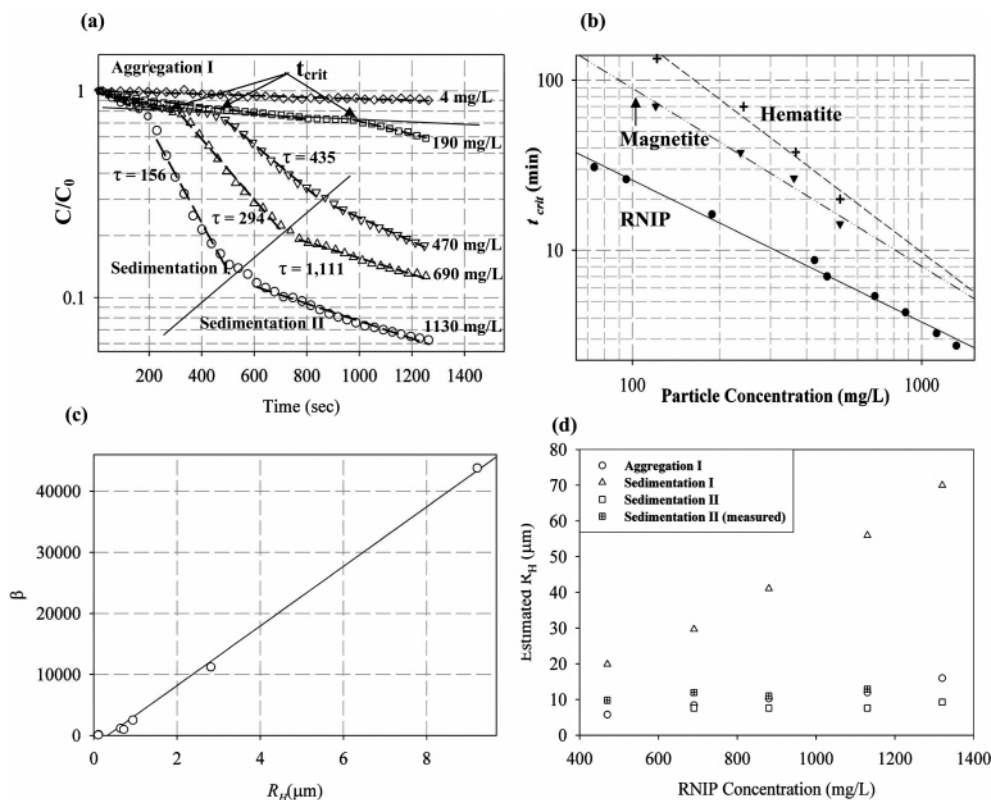 (a)
Aggregation I
t crit
4 mg/L
190 mg/L
τ = 435
τ = 156
τ = 294
470 mg/L
Sedimentation I
τ = 1,111
690 mg/L
Sedimentation II
1130 mg/L
1
0.1
C/C0
200 400 600 800 1000 1200 1400
Time (sec)
(b)
100
10
t crit (min)
Hematite
Magnetite
RNIP
100 1000
Particle Concentration (mg/L)
(c)
40000
30000
20000
10000
0
β
0 2 4 6 8
RH(μm)
(d)
80
70
60
50
40
30
20
10
0
Estimated RH (μm)
Aggregation I
Sedimentation I
Sedimentation II
Sedimentation II (measured)
400 600 800 1000 1200 1400
RNIP Concentration (mg/L)